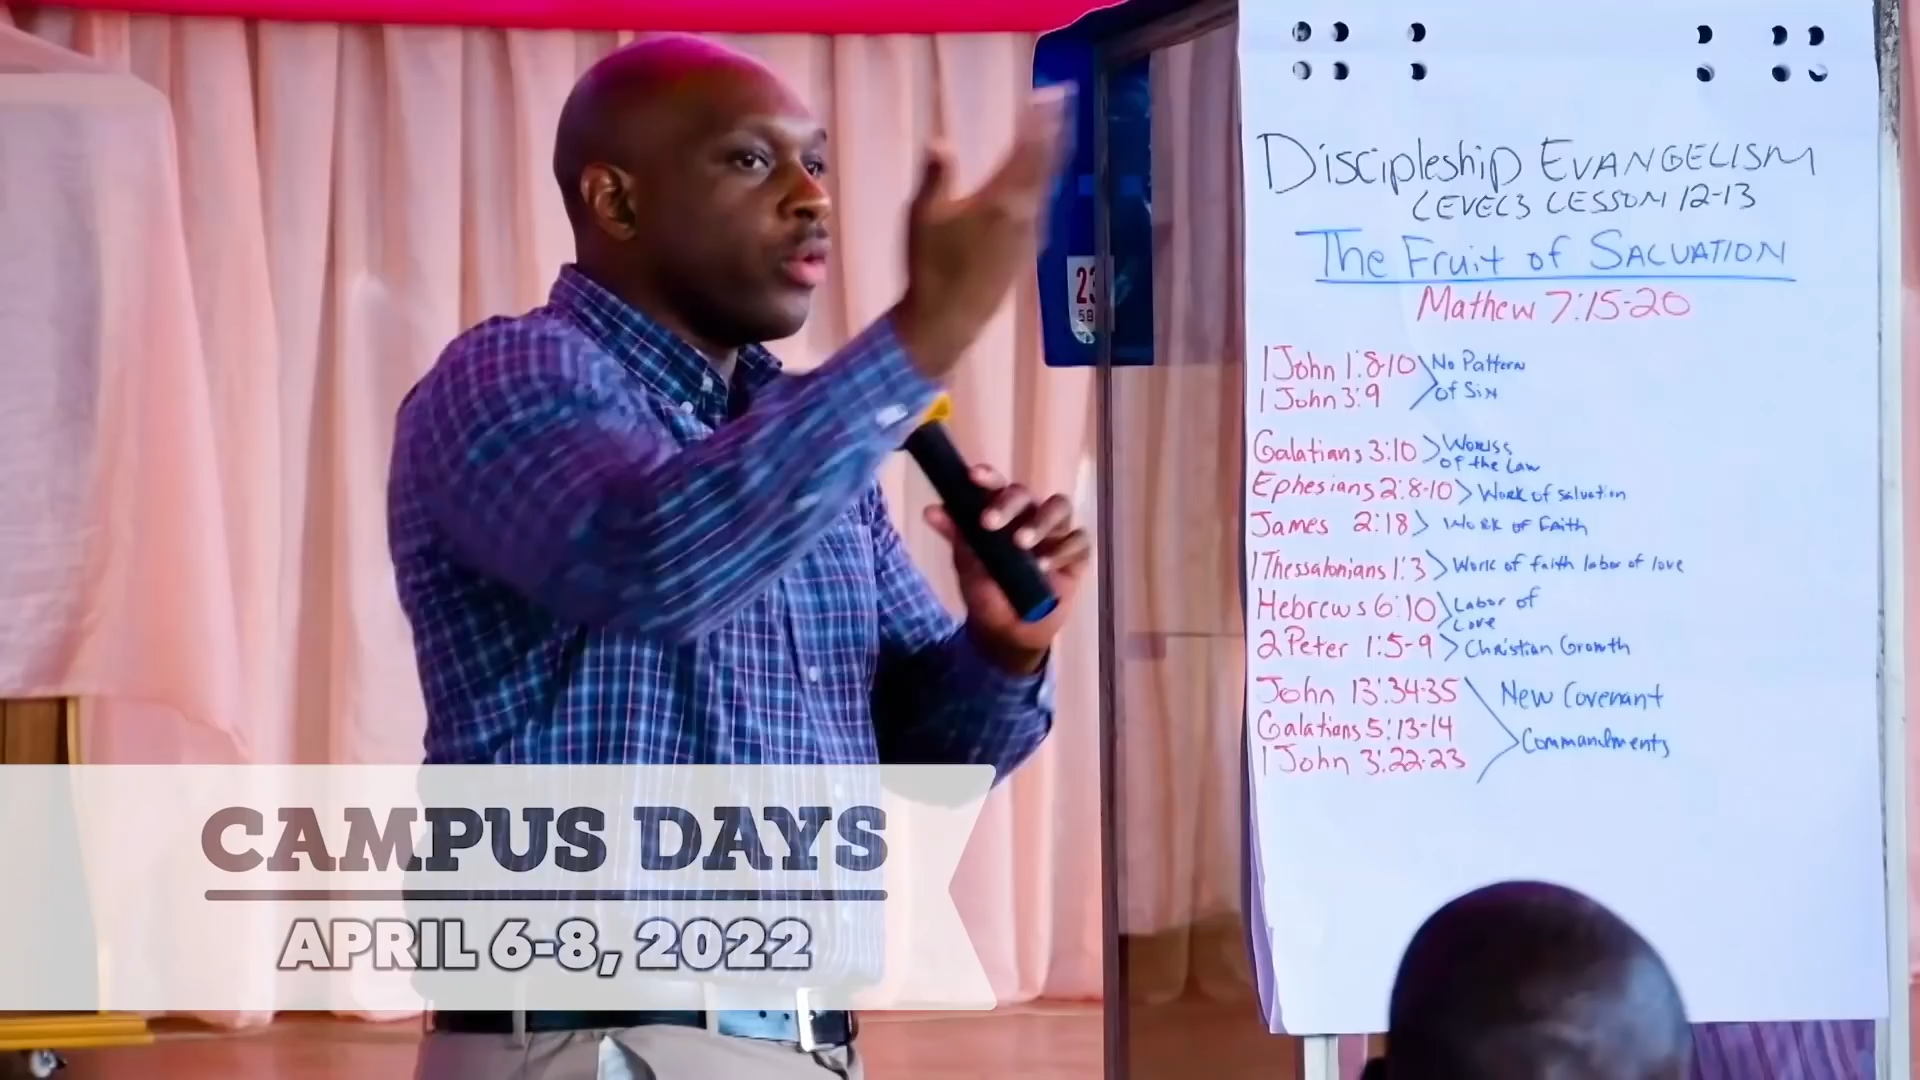 Discipleship EVANGELISM
LEVEL3 LESSON 12-13
The Fruit of SALVATION
Mathew 7:15-20
1 John 1:8-10 No Pattern
1 John 3:9 of Sin
Galatians 3:10 > Works
of the Law
Ephesians 2:8-10 > Work of salvation
James 2:18 > Work of Faith
1 Thessalonians 1:3 > Work of faith labor of love
Hebrews 6:10 Labor of
Love
2 Peter 1:5-9 > Christian Growth
John 13:34-35 New Covenant
Galatians 5:13-14
Commandments
1 John 3:22-23
23
CAMPUS DAYS
APRIL 6-8, 2022